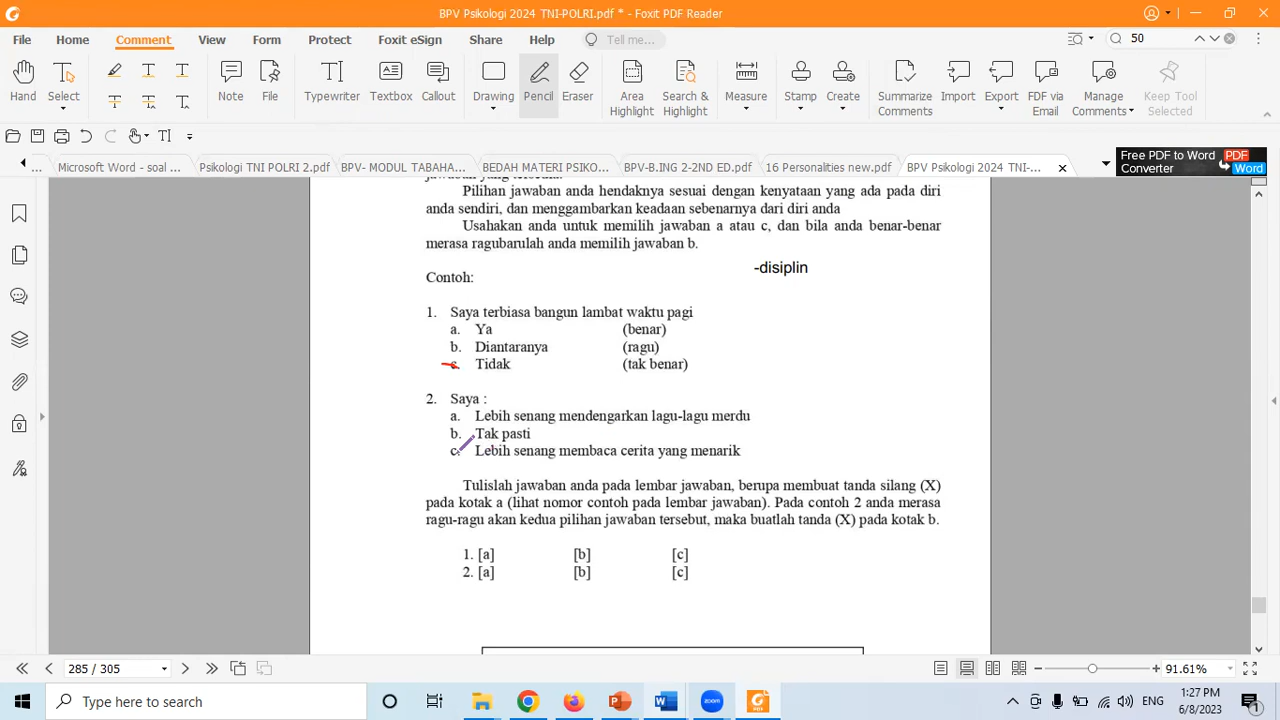 BPV Psikologi 2024 TNI-POLRI.pdf * - Foxit PDF Reader
File Home Comment View Form Protect Foxit eSign Share Help Tell me... 50
Hand Select Note File Typewriter Textbox Callout Drawing Pencil Eraser Area Highlight Search & Highlight Measure Stamp Create Summarize Comments Import Export FDF via Email Manage Comments Keep Tool Selected
... Microsoft Word - soal ... Psikologi TNI POLRI 2.pdf BPV- MODUL TABAHA... BEDAH MATERI PSIKO... BPV-B.ING 2-2ND ED.pdf 16 Personalities new.pdf BPV Psikologi 2024 TNI-... Free PDF to Word Converter PDF Word
Pilihan jawaban anda hendaknya sesuai dengan kenyataan yang ada pada diri
anda sendiri, dan menggambarkan keadaan sebenarnya dari diri anda
Usahakan anda untuk memilih jawaban a atau c, dan bila anda benar-benar
merasa ragubarulah anda memilih jawaban b.
-disiplin
Contoh:
1. Saya terbiasa bangun lambat waktu pagi
a. Ya (benar)
b. Diantaranya (ragu)
c. Tidak (tak benar)
2. Saya :
a. Lebih senang mendengarkan lagu-lagu merdu
b. Tak pasti
c. Lebih senang membaca cerita yang menarik
Tulislah jawaban anda pada lembar jawaban, berupa membuat tanda silang (X)
pada kotak a (lihat nomor contoh pada lembar jawaban). Pada contoh 2 anda merasa
ragu-ragu akan kedua pilihan jawaban tersebut, maka buatlah tanda (X) pada kotak b.
1. [a] [b] [c]
2. [a] [b] [c]
285 / 305 91.61%
Type here to search zoom ENG 1:27 PM
6/8/2023 1